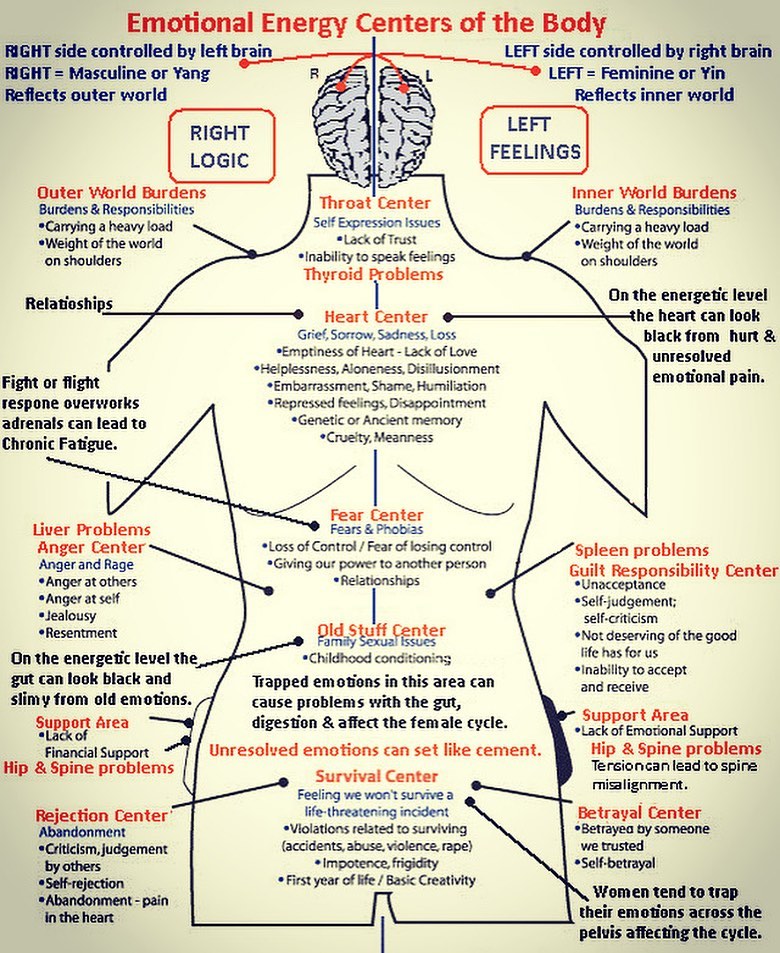 Emotional Energy Centers of the Body
RIGHT side controlled by left brain
RIGHT = Masculine or Yang
Reflects outer world
LEFT side controlled by right brain
LEFT = Feminine or Yin
Reflects inner world
R
L
RIGHT
LOGIC
LEFT
FEELINGS
Outer World Burdens
Burdens & Responsibilities
•Carrying a heavy load
•Weight of the world
on shoulders
Throat Center
Self Expression Issues
•Lack of Trust
•Inability to speak feelings
Thyroid Problems
Inner World Burdens
Burdens & Responsibilities
•Carrying a heavy load
•Weight of the world
on shoulders
Relatioships
Heart Center
Grief, Sorrow, Sadness, Loss
•Emptiness of Heart - Lack of Love
•Helplessness, Aloneness, Disillusionment
•Embarrassment, Shame, Humiliation
•Repressed feelings, Disappointment
•Genetic or Ancient memory
•Cruelty, Meanness
On the energetic level
the heart can look
black from hurt &
unresolved
emotional pain.
Fight or flight
respone overworks
adrenals can lead to
Chronic Fatigue.
Fear Center
Fears & Phobias
•Loss of Control / Fear of losing control
•Giving our power to another person
•Relationships
Liver Problems
Anger Center
Anger and Rage
•Anger at others
•Anger at self
•Jealousy
•Resentment
Spleen problems
Guilt Responsibility Center
•Unacceptance
•Self-judgement;
self-criticism
•Not deserving of the good
life has for us
•Inability to accept
and receive
Old Stuff Center
Family Sexual Issues
•Childhood conditioning
On the energetic level the
gut can look black and
slimy from old emotions.
Trapped emotions in this area can
cause problems with the gut,
digestion & affect the female cycle.
Unresolved emotions can set like cement.
Support Area
•Lack of
Financial Support
Hip & Spine problems
Support Area
•Lack of Emotional Support
Hip & Spine problems
Tension can lead to spine
misalignment.
Survival Center
Feeling we won't survive a
life-threatening incident
•Violations related to surviving
(accidents, abuse, violence, rape)
•Impotence, frigidity
•First year of life / Basic Creativity
Rejection Center
Abandonment
•Criticism, judgement
by others
•Self-rejection
•Abandonment - pain
in the heart
Betrayal Center
•Betrayed by someone
we trusted
•Self-betrayal
Women tend to trap
their emotions across the
pelvis affecting the cycle.